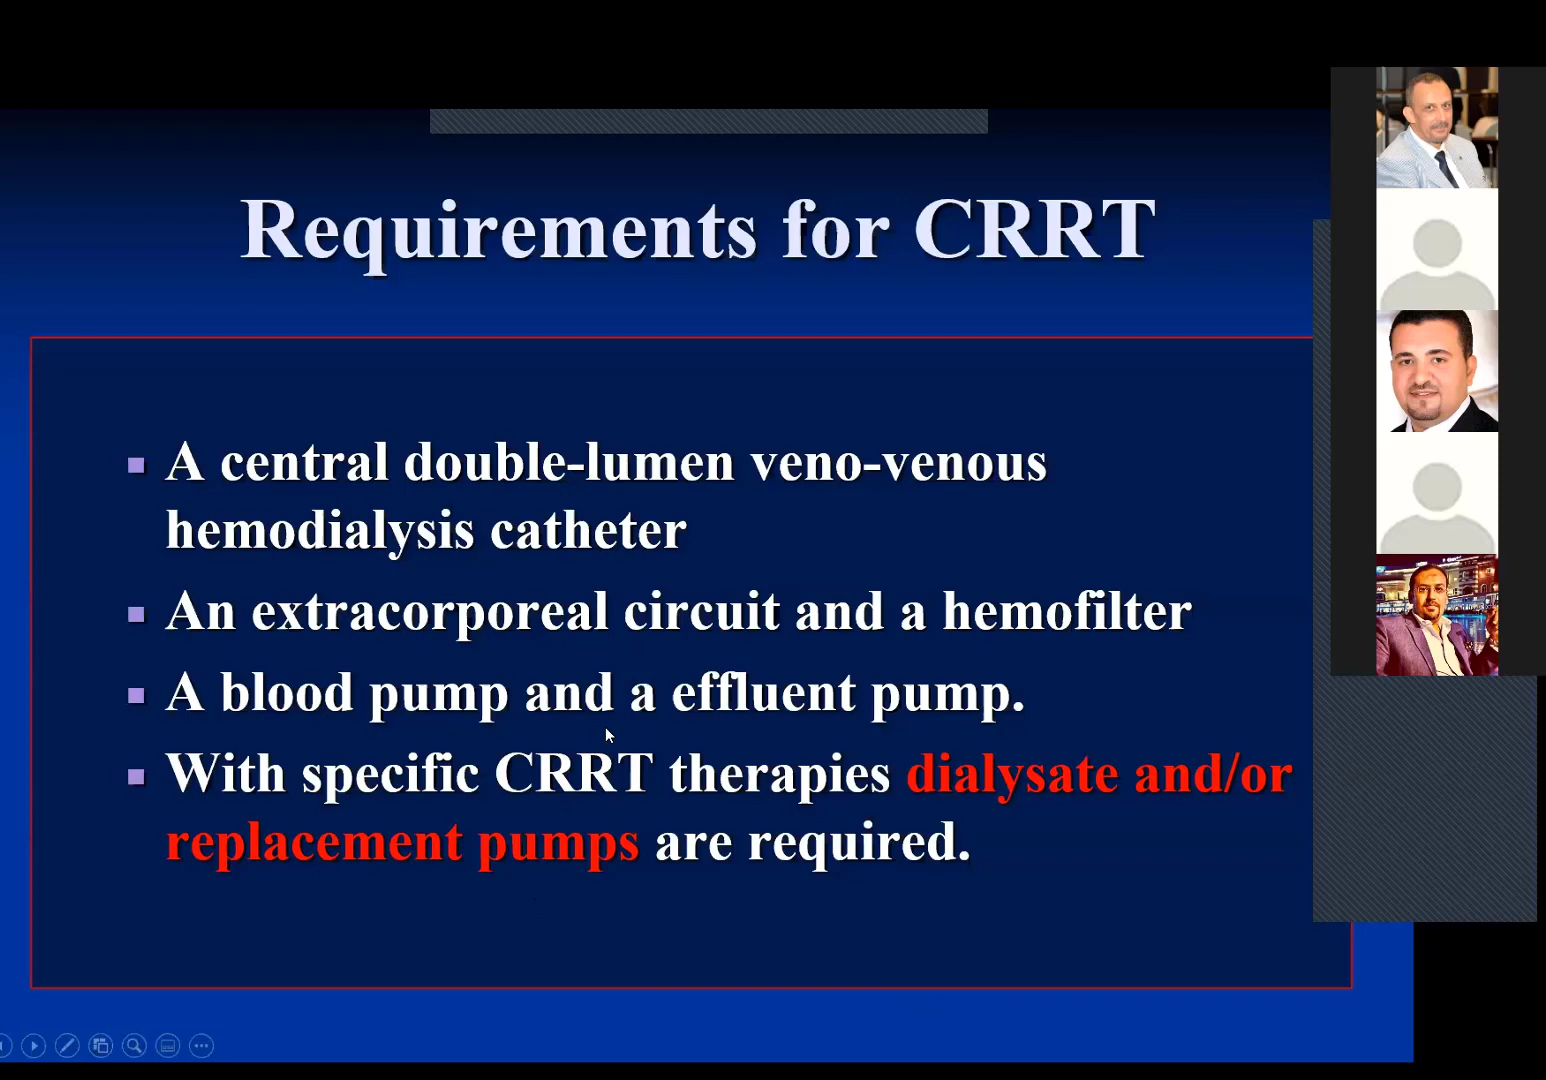 Requirements for CRRT
A central double-lumen veno-venous
hemodialysis catheter
An extracorporeal circuit and a hemofilter
A blood pump and a effluent pump.
With specific CRRT therapies dialysate and/or
replacement pumps are required.